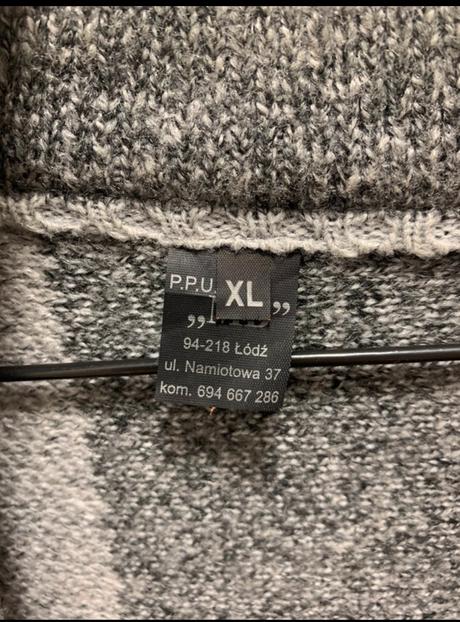 P.P.U.
XL
„ ”
94-218 Łódź
ul. Namiotowa 37
kom. 694 667 286